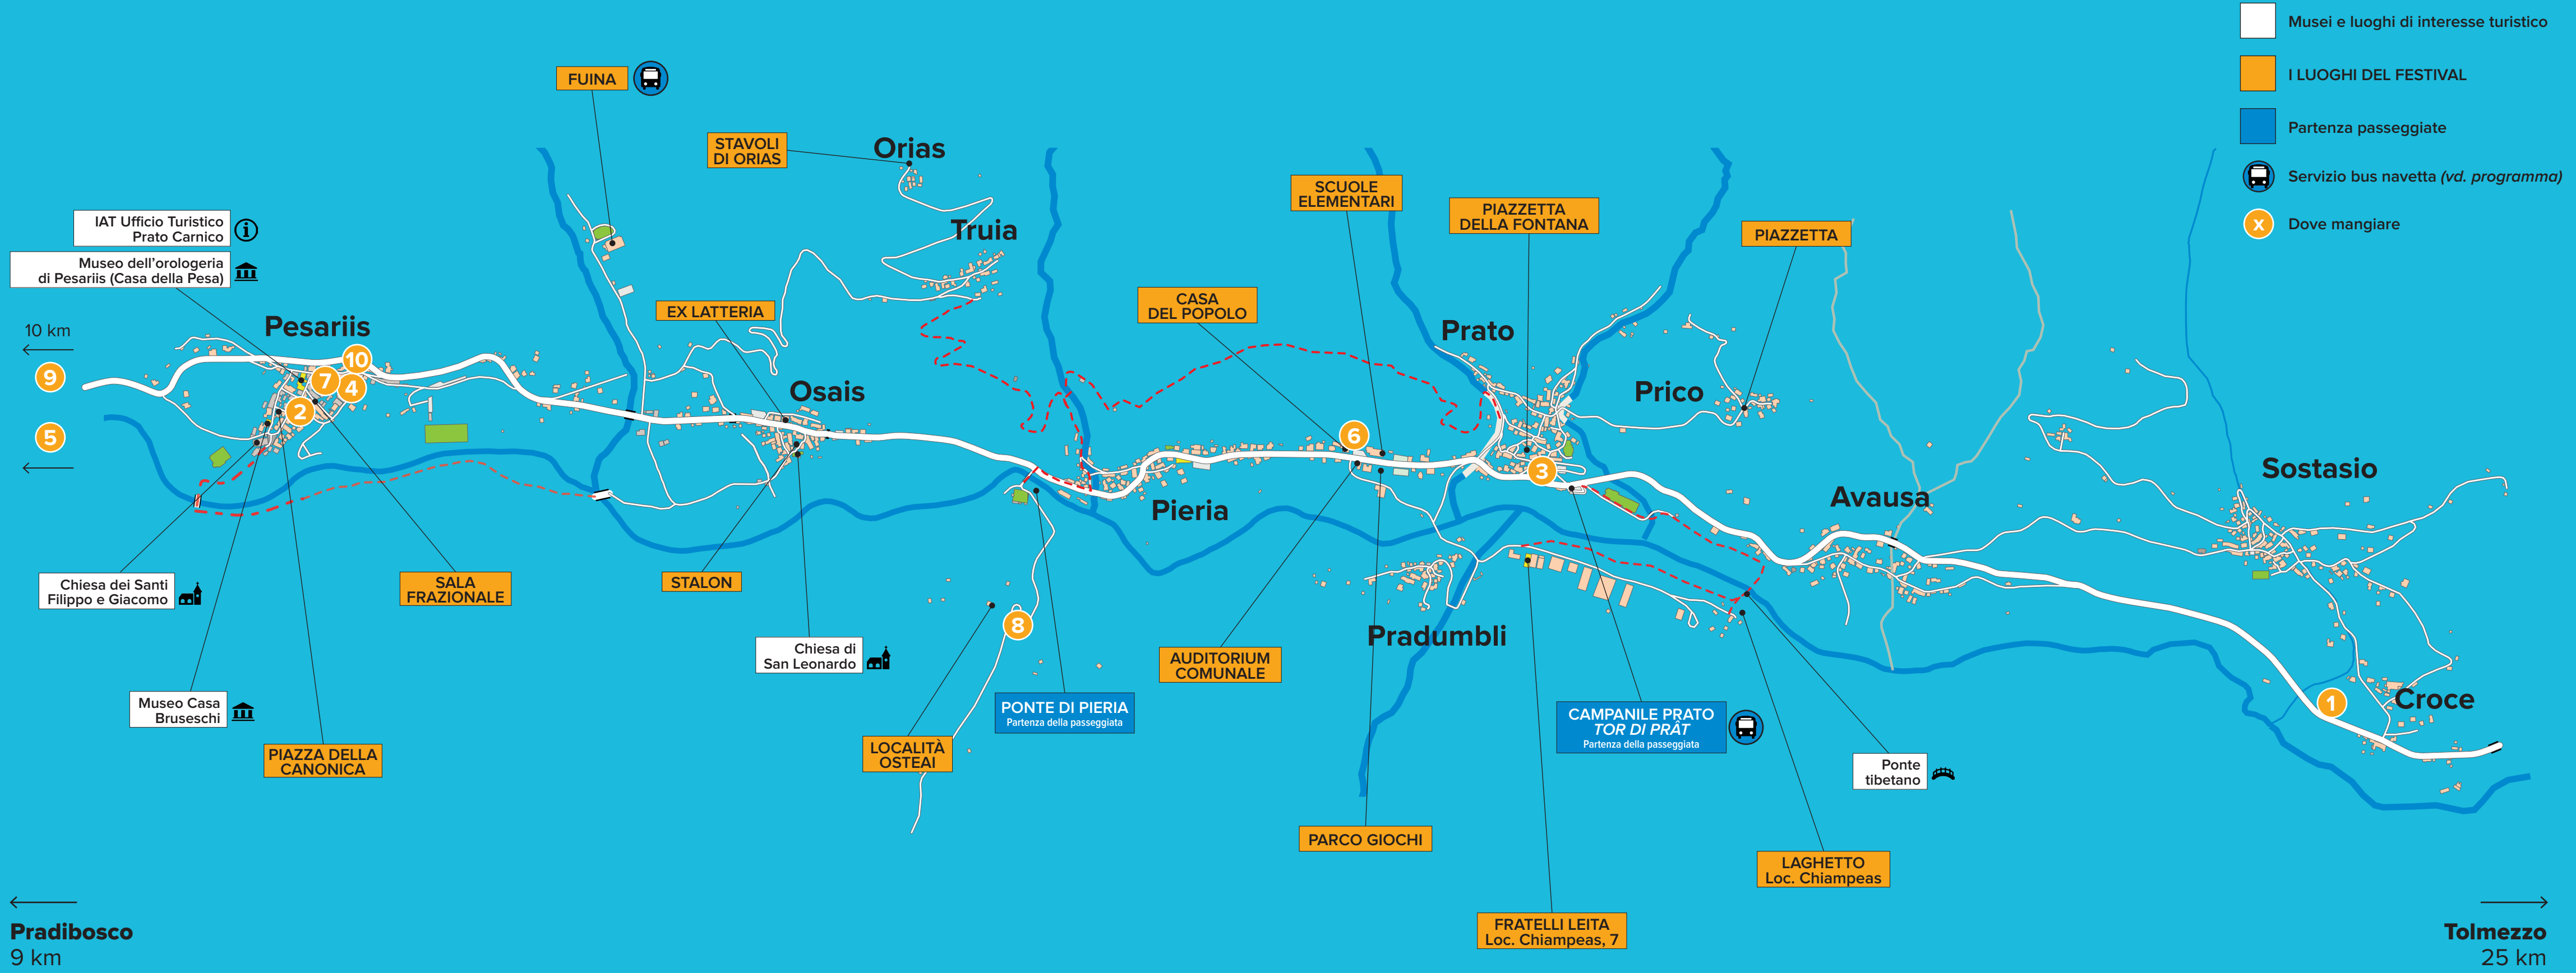 Musei e luoghi di interesse turistico
I LUOGHI DEL FESTIVAL
Partenza passeggiate
Servizio bus navetta (vd. programma)
x
Dove mangiare
FUINA
STAVOLI
DI ORIAS
Orias
Truia
SCUOLE
ELEMENTARI
PIAZZETTA
DELLA FONTANA
PIAZZETTA
IAT Ufficio Turistico
Prato Carnico
i
Museo dell'orologeria
di Pesariis (Casa della Pesa)
EX LATTERIA
CASA
DEL POPOLO
10 km
Pesariis
Prato
Osais
Prico
9
10
7
4
2
5
6
3
Pieria
Avausa
Sostasio
Chiesa dei Santi
Filippo e Giacomo
SALA
FRAZIONALE
STALON
8
Pradumbli
Chiesa di
San Leonardo
AUDITORIUM
COMUNALE
Museo Casa
Bruseschi
PONTE DI PIERIA
Partenza della passeggiata
CAMPANILE PRATO
TOR DI PRÂT
Partenza della passeggiata
1
Croce
PIAZZA DELLA
CANONICA
LOCALITÀ
OSTEAI
Ponte
tibetano
PARCO GIOCHI
LAGHETTO
Loc. Chiampeas
FRATELLI LEITA
Loc. Chiampeas, 7
Pradibosco
9 km
Tolmezzo
25 km